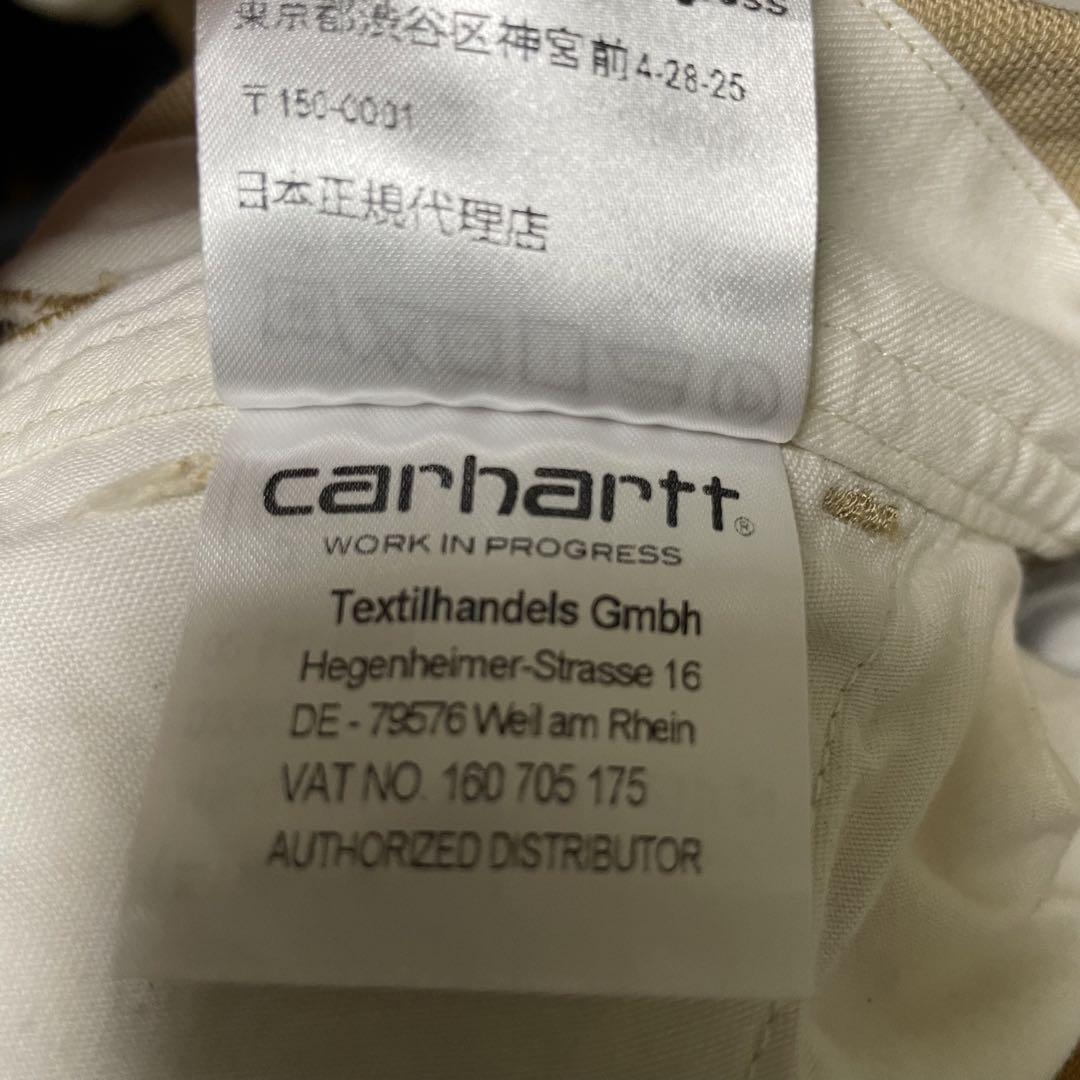 東京都渋谷区神宮前4-28-25
〒150-0001
日本正規代理店
carhartt®
WORK IN PROGRESS
Textilhandels Gmbh
Hegenheimer-Strasse 16
DE - 79576 Weil am Rhein
VAT NO. 160 705 175
AUTHORIZED DISTRIBUTOR